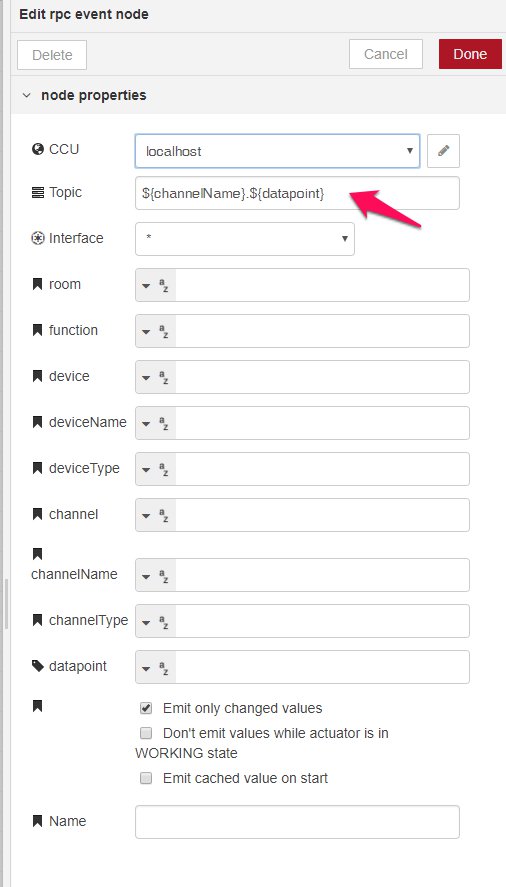 Edit rpc event node
Delete
Cancel
Done
node properties
CCU
localhost
Topic
${channelName}.${datapoint}
Interface
*
room
a
z
function
a
z
device
a
z
deviceName
a
z
deviceType
a
z
channel
a
z
channelName
a
z
channelType
a
z
datapoint
a
z
Emit only changed values
Don't emit values while actuator is in
WORKING state
Emit cached value on start
Name